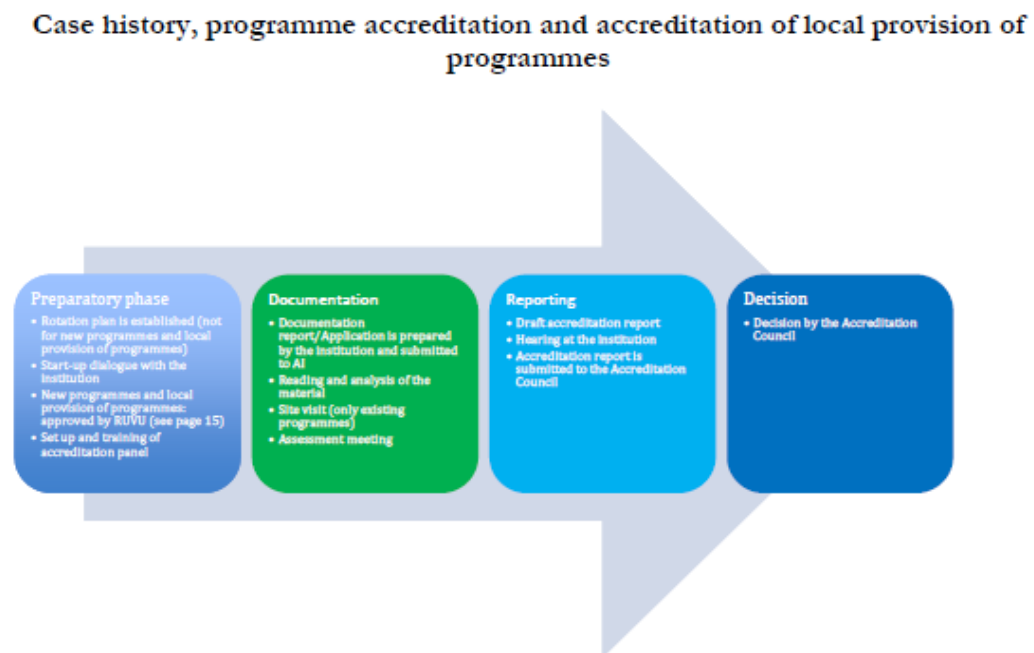 Case history, programme accreditation and accreditation of local provision of
programmes
Preparatory phase
• Rotation plan is established (not
for new programmes and local
provision of programmes)
• Start-up dialogue with the
institution
• New programmes and local
provision of programmes:
approved by RUVU (see page 15)
• Set up and training of
accreditation panel
Documentation
• Documentation
report/Application is prepared
by the institution and submitted
to AI
• Reading and analysis of the
material
• Site visit (only existing
programmes)
• Assessment meeting
Reporting
• Draft accreditation report
• Hearing at the institution
• Accreditation report is
submitted to the Accreditation
Council
Decision
• Decision by the Accreditation
Council